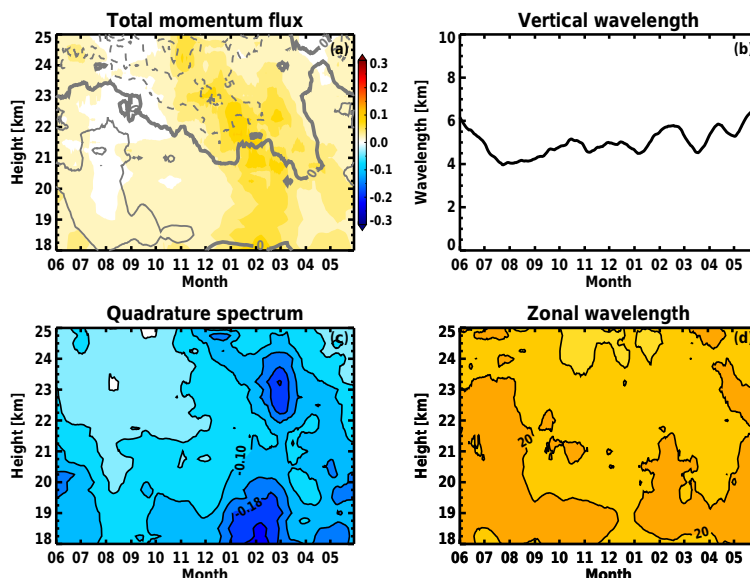 Total momentum flux
Vertical wavelength
25
24
23
22
21
20
19
18
Height [km]
(a)
0
0.3
0.2
0.1
0.0
-0.1
-0.2
-0.3
06 07 08 09 10 11 12 01 02 03 04 05
Month
10
8
6
4
2
0
Wavelength [km]
(b)
06 07 08 09 10 11 12 01 02 03 04 05
Month
Quadrature spectrum
Zonal wavelength
25
24
23
22
21
20
19
18
Height [km]
(c)
-0.10
-0.18
06 07 08 09 10 11 12 01 02 03 04 05
Month
25
24
23
22
21
20
19
18
Height [km]
(d)
20
20
06 07 08 09 10 11 12 01 02 03 04 05
Month